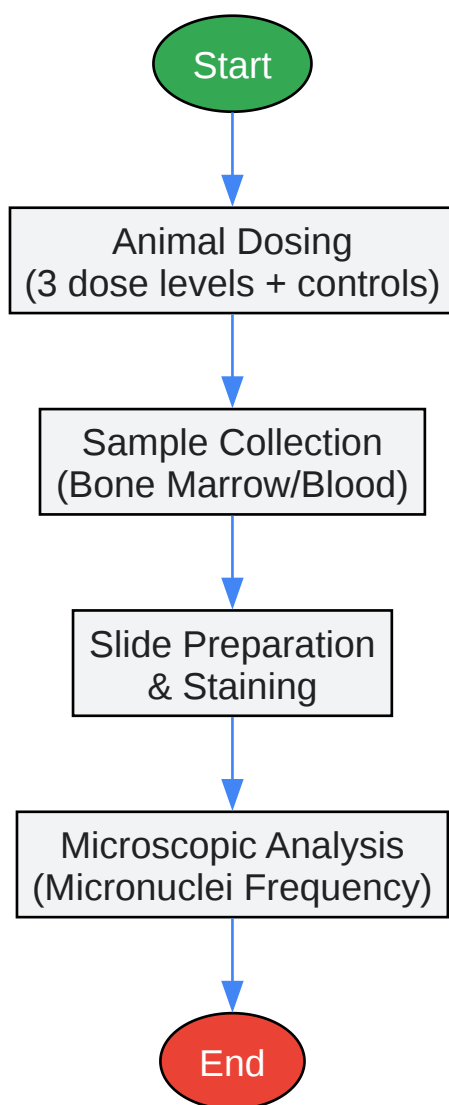 Start
Animal Dosing
(3 dose levels + controls)
Sample Collection
(Bone Marrow/Blood)
Slide Preparation
& Staining
Microscopic Analysis
(Micronuclei Frequency)
End